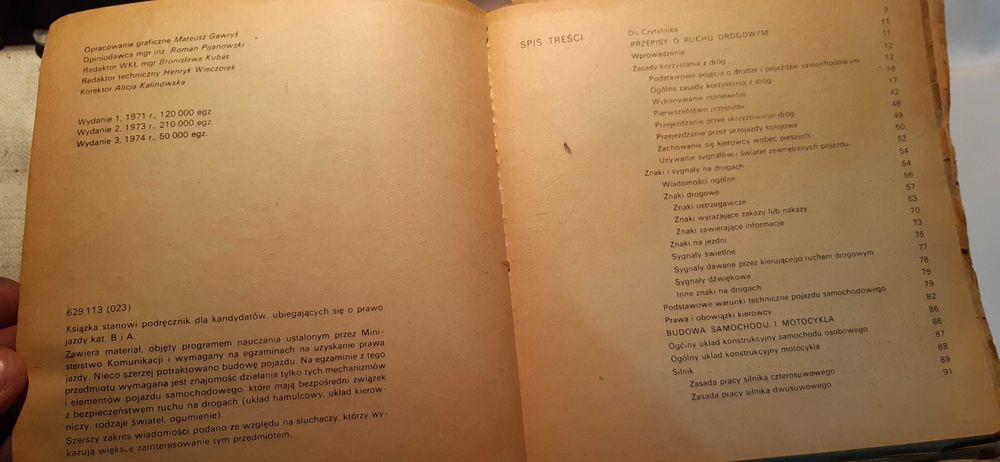 Opracowanie graficzne Mateusz Gawryś
Opiniodawca mgr inż. Roman Pijanowski
Redaktor WKŁ mgr Bronisława Kubas
Redaktor techniczny Henryk Wieczorek
Korektor Alicja Kalinowska
Wydanie 1, 1971 r., 120 000 egz.
Wydanie 2, 1973 r., 210 000 egz.
Wydanie 3, 1974 r., 50 000 egz.
629 113 (023)
Książka stanowi podręcznik dla kandydatów, ubiegających się o prawo
jazdy kat. B i A.
Zawiera materiał, objęty programem nauczania ustalonym przez Mini-
sterstwo Komunikacji i wymagany na egzaminach na uzyskanie prawa
jazdy. Nieco szerzej potraktowano budowę pojazdu. Na egzaminie z tego
przedmiotu wymagana jest znajomość działania tylko tych mechanizmów
i elementów pojazdu samochodowego, które mają bezpośredni związek
z bezpieczeństwem ruchu na drogach (układ hamulcowy, układ kierow-
niczy, rodzaje świateł, ogumienie).
Szerszy zakres wiadomości podano ze względu na słuchaczy, którzy wy-
kazują większe zainteresowanie tym przedmiotem.
SPIS TREŚCI
Do Czytelnika 9
PRZEPISY O RUCHU DROGOWYM 11
Wprowadzenie 11
Zasady korzystania z dróg 12
Podstawowe pojęcia o drodze i pojeździe samochodowym 12
Ogólne zasady korzystania z dróg 16
Wykonywanie manewrów 17
Pierwszeństwo przejazdu 42
Przejeżdżanie przez skrzyżowanie dróg 48
Przejeżdżanie przez przejazdy kolejowe 49
Zachowanie się kierowcy wobec pieszych 50
Używanie sygnałów i świateł zewnętrznych pojazdu 52
Znaki i sygnały na drogach 54
Wiadomości ogólne 54
Znaki drogowe 56
Znaki ostrzegawcze 57
Znaki wyrażające zakazy lub nakazy 63
Znaki zawierające informacje 70
Znaki na jezdni 73
Sygnały świetlne 76
Sygnały dawane przez kierującego ruchem drogowym 77
Sygnały dźwiękowe 78
Inne znaki na drogach 79
Podstawowe warunki techniczne pojazdu samochodowego 79
Prawa i obowiązki kierowcy 82
BUDOWA SAMOCHODU I MOTOCYKLA 86
Ogólny układ konstrukcyjny samochodu osobowego 86
Ogólny układ konstrukcyjny motocykla 87
Silnik 88
Zasada pracy silnika czterosuwowego 89
Zasada pracy silnika dwusuwowego 91